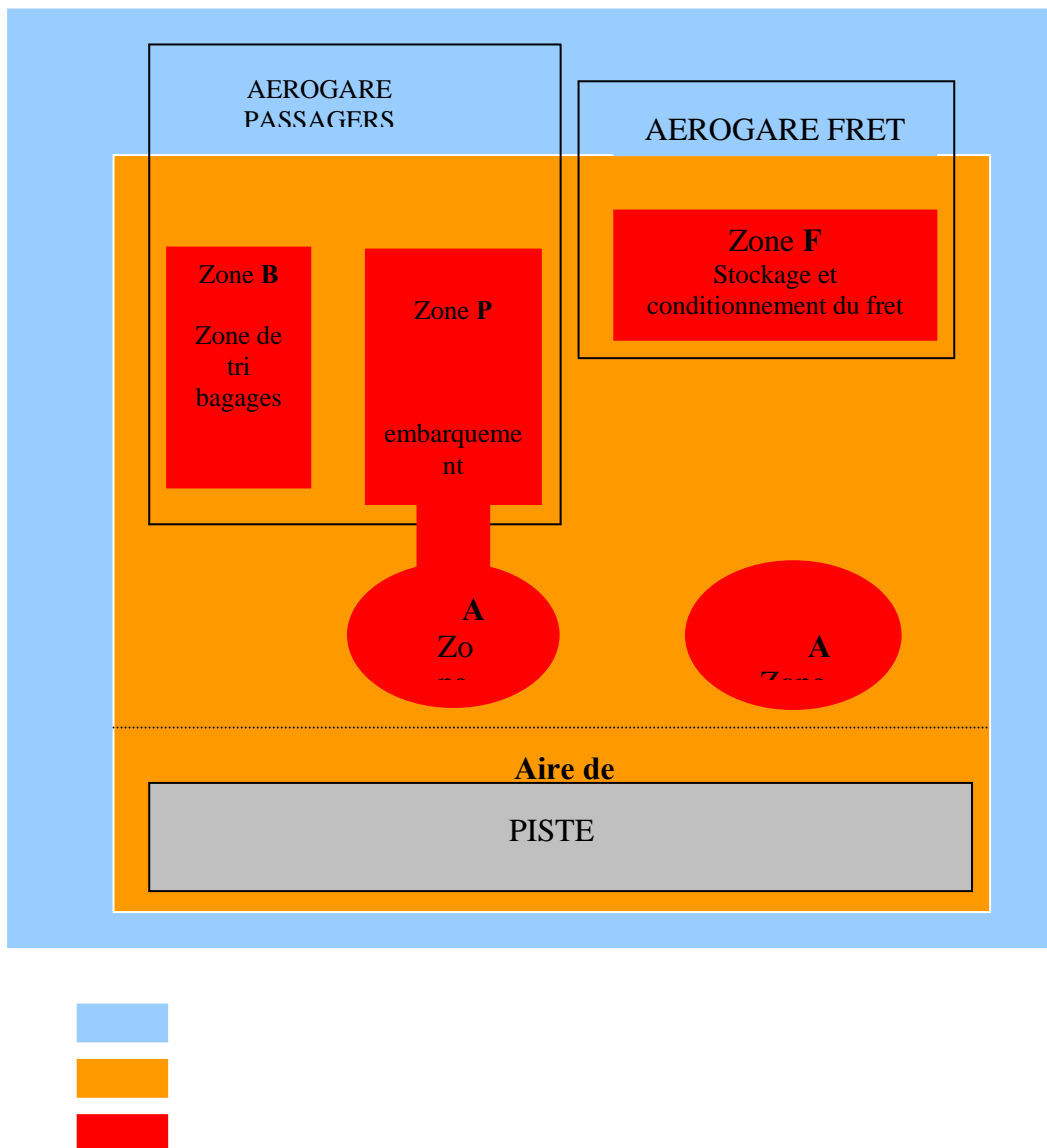 AEROGARE
PASSAGERS
AEROGARE FRET
Zone B
Zone de
tri
bagages
Zone P
embarqueme
nt
Zone F
Stockage et
conditionnement du fret
A
Zo
A
Zone
Aire de
PISTE